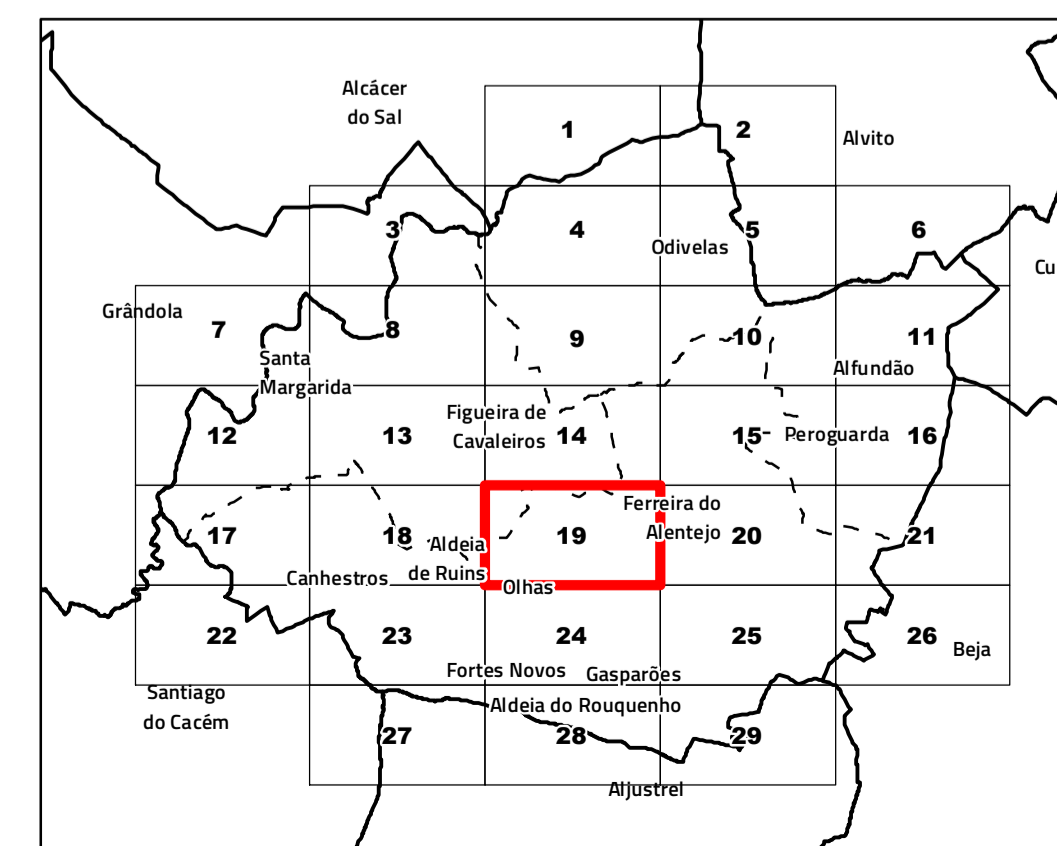 Alcácer
do Sal
1
2
Alvito
3
4
Odivelas
5
6
Cu
Grândola
7
8
9
10
11
Santa
Margarida
Alfundão
12
13
Figueira de
Cavaleiros
14
15
Peroguarda
16
17
18
Aldeia
de Ruins
19
Ferreira do
Alentejo
20
21
Canhestros
Olhas
22
23
24
25
26
Beja
Fortes Novos
Gasparões
Santiago
do Cacém
Aldeia do Rouquenho
27
28
29
Aljustrel